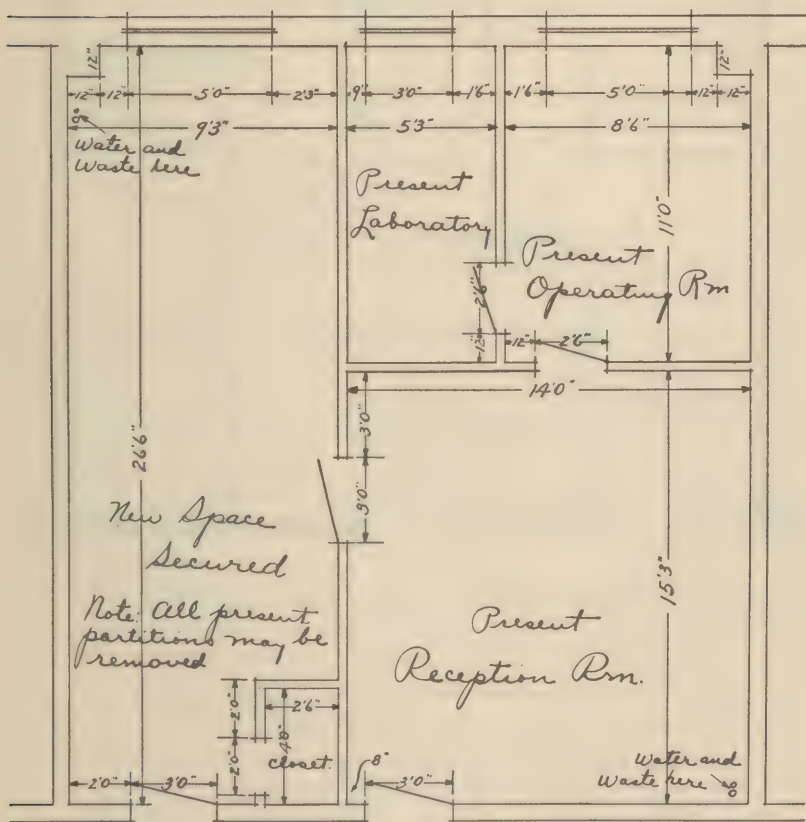 12"
12"
12"
12"
5'0"
2'3"
9"
3'0"
1'6"
1'6"
5'0"
12"
12"
9'3"
5'3"
8'6"
Water and
Waste here
Present
Laboratory
11'0"
Present
Operating Rm
2'6"
12"
12"
2'6"
14'0"
3'0"
26'6"
3'0"
New Space
Secured
15'3"
Note: All present
partitions may be
removed
Present
Reception Rm.
2'0"
2'6"
4'0"
closet
2'0"
8"
Water and
Waste here
2'0"
3'0"
3'0"